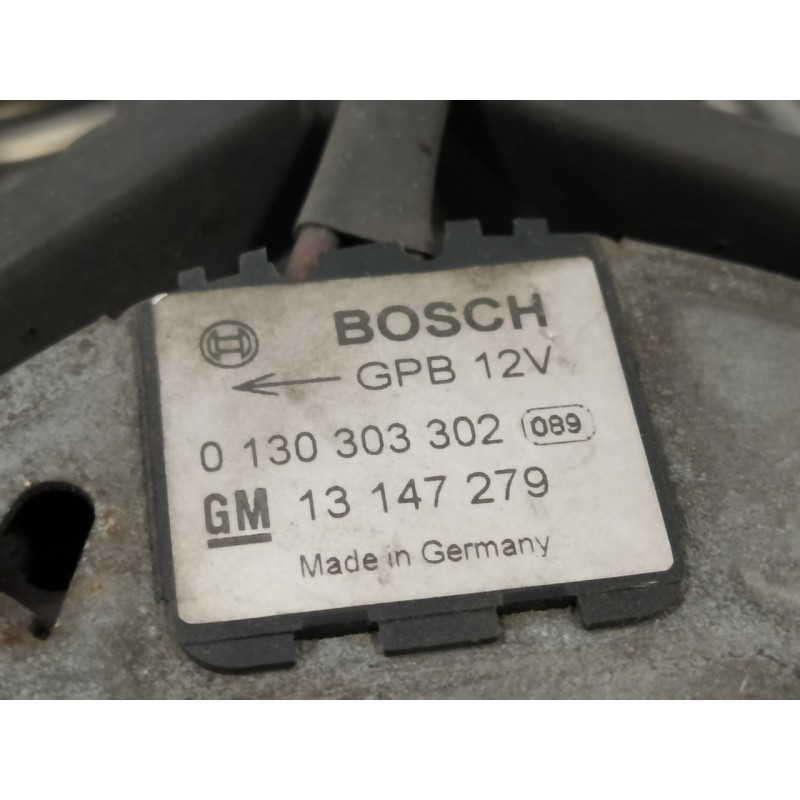 BOSCH
GPB 12V
0 130 303 302 089
GM 13 147 279
Made in Germany